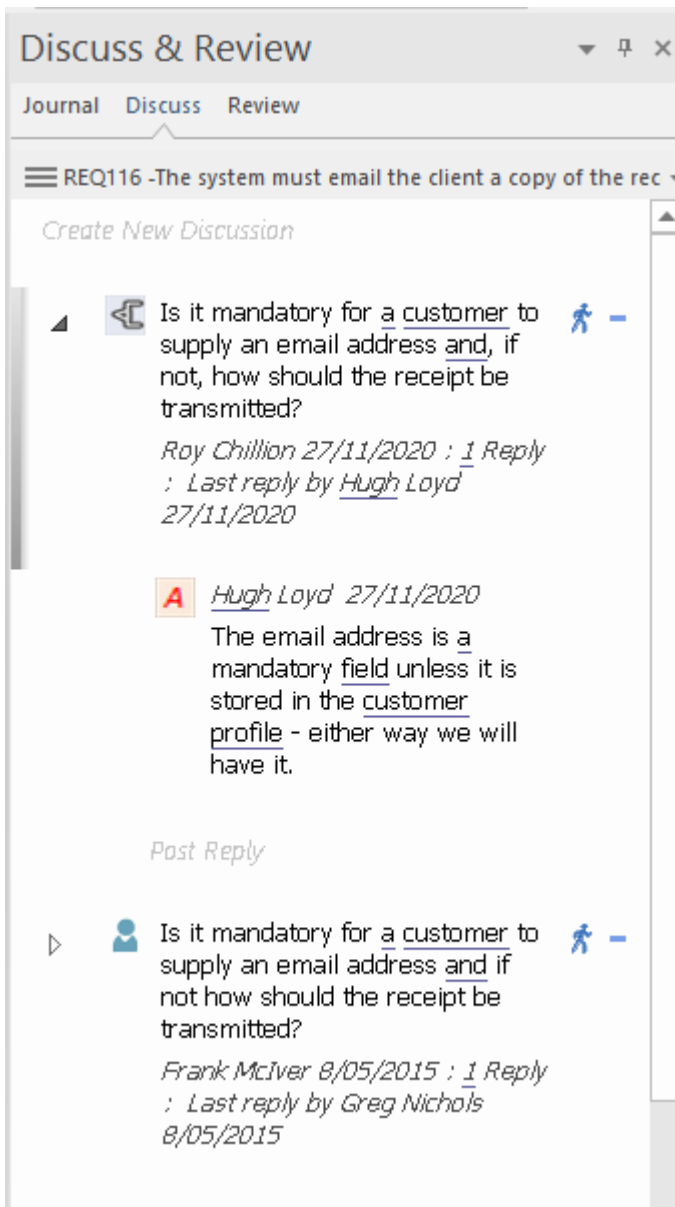 Discuss & Review
Journal Discuss Review
REQ116 -The system must email the client a copy of the rec
Create New Discussion
Is it mandatory for a customer to
supply an email address and, if
not, how should the receipt be
transmitted?
Roy Chillion 27/11/2020 : 1 Reply
: Last reply by Hugh Loyd
27/11/2020
A Hugh Loyd 27/11/2020
The email address is a
mandatory field unless it is
stored in the customer
profile - either way we will
have it.
Post Reply
Is it mandatory for a customer to
supply an email address and if
not how should the receipt be
transmitted?
Frank McIver 8/05/2015 : 1 Reply
: Last reply by Greg Nichols
8/05/2015